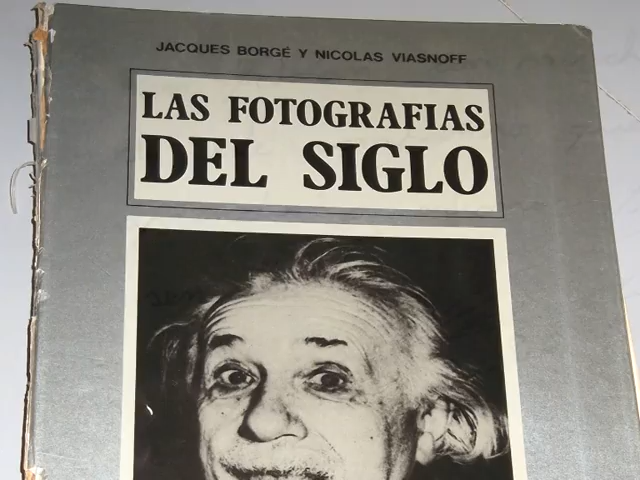 JACQUES BORGÉ Y NICOLAS VIASNOFF
LAS FOTOGRAFIAS
DEL SIGLO